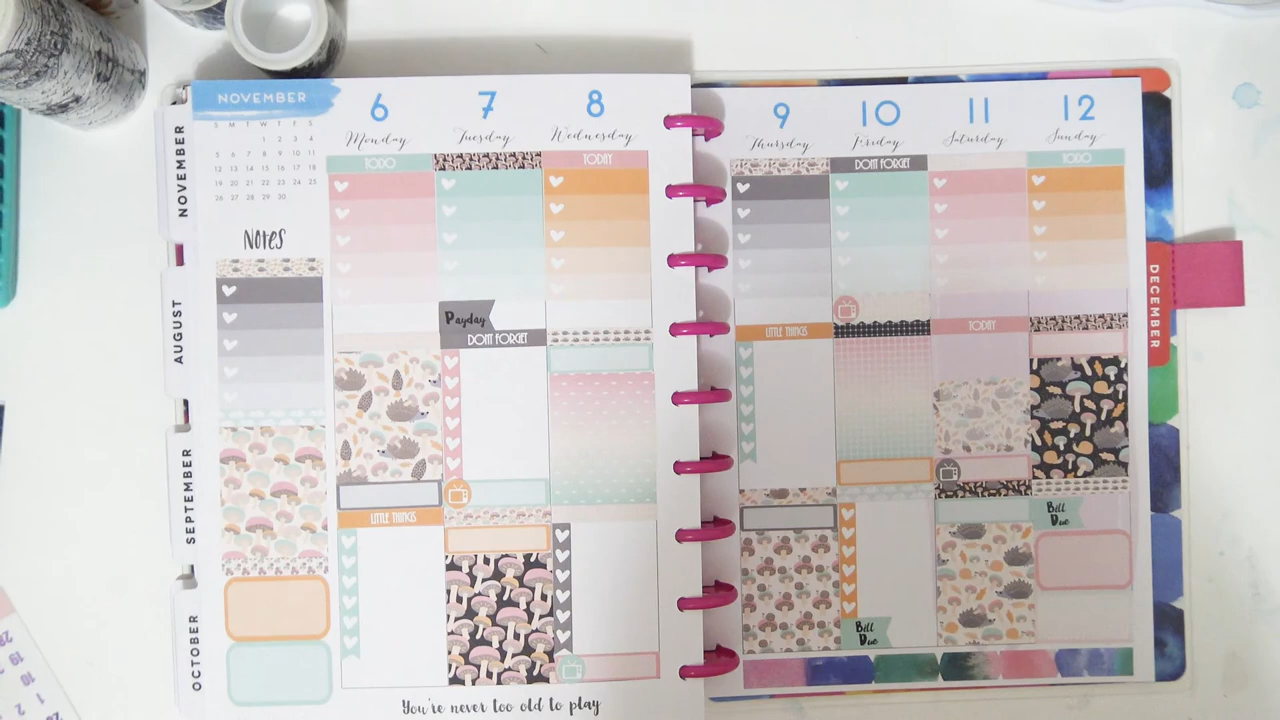 NOVEMBER
S M T W T F S
1 2 3 4
5 6 7 8 9 10 11
12 13 14 15 16 17 18
19 20 21 22 23 24 25
26 27 28 29 30
NOVEMBER
AUGUST
SEPTEMBER
OCTOBER
Notes
6
Monday
TODO
LITTLE THINGS
7
Tuesday
Payday
DON'T FORGET
8
Wednesday
TODAY
You're never too old to play
9
Thursday
LITTLE THINGS
10
Friday
DON'T FORGET
Bill
Due
11
Saturday
TODAY
12
Sunday
TODO
Bill
Due
DECEMBER